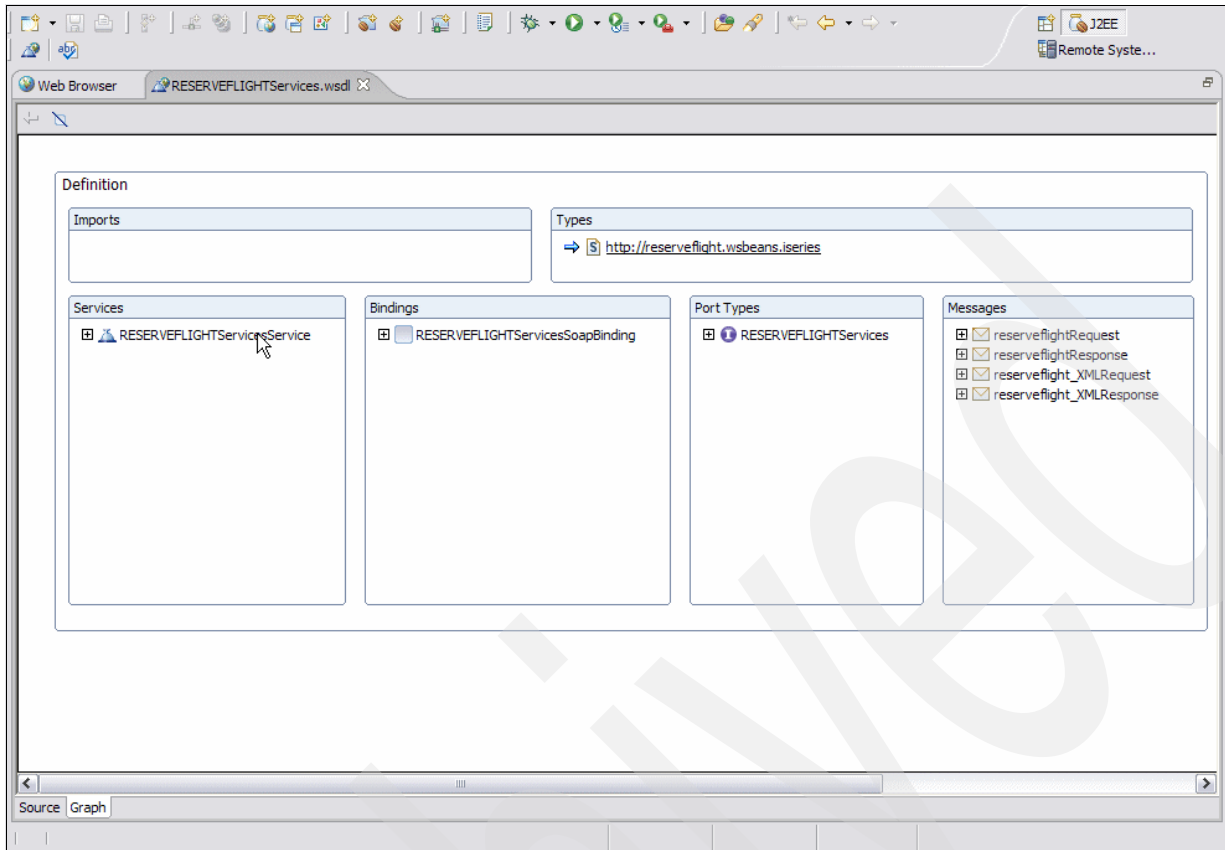 J2EE
abc
Remote Syste...
Web Browser
RESERVEFLIGHTServices.wsdl
Definition
Imports
Types
S http://reserveflight.wsbeans.iseries
Services
Bindings
Port Types
Messages
RESERVEFLIGHTServicesService
RESERVEFLIGHTServicesSoapBinding
I RESERVEFLIGHTServices
reserveflightRequest
reserveflightResponse
reserveflight_XMLRequest
reserveflight_XMLResponse
Source Graph